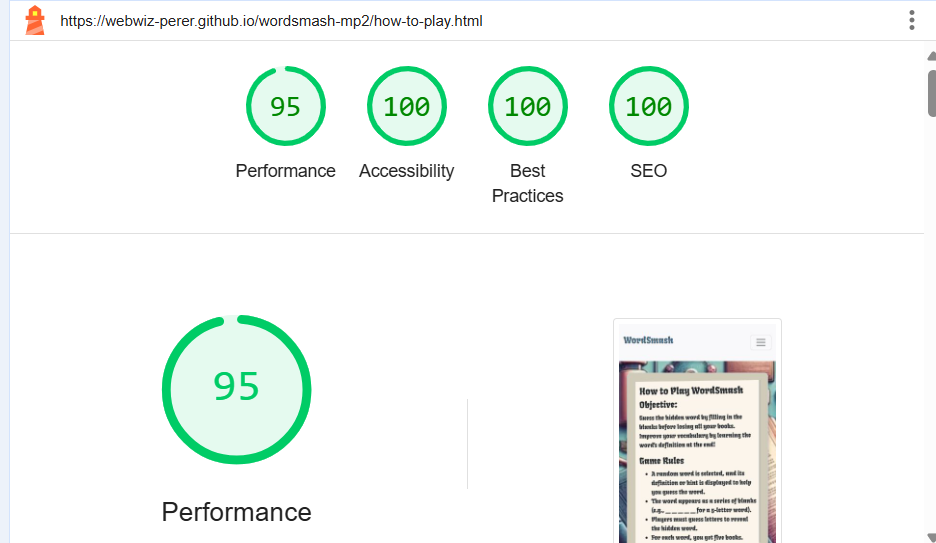 https://webwiz-perer.github.io/wordsmash-mp2/how-to-play.html
95
100
100
100
Performance
Accessibility
Best
Practices
SEO
95
Performance
WordSmash
How to Play WordSmash
Objective:
Guess the hidden word by filling in the
blanks before losing all your books.
Improve your vocabulary by learning the
word's definition at the end!
Game Rules
• A random word is selected, and its
definition or hint is displayed to help
you guess the word.
• The word appears as a series of blanks
(e.g., _ _ _ _ _ for a 5-letter word).
• Players must guess letters to reveal
the hidden word.
• For each word, you get five books.